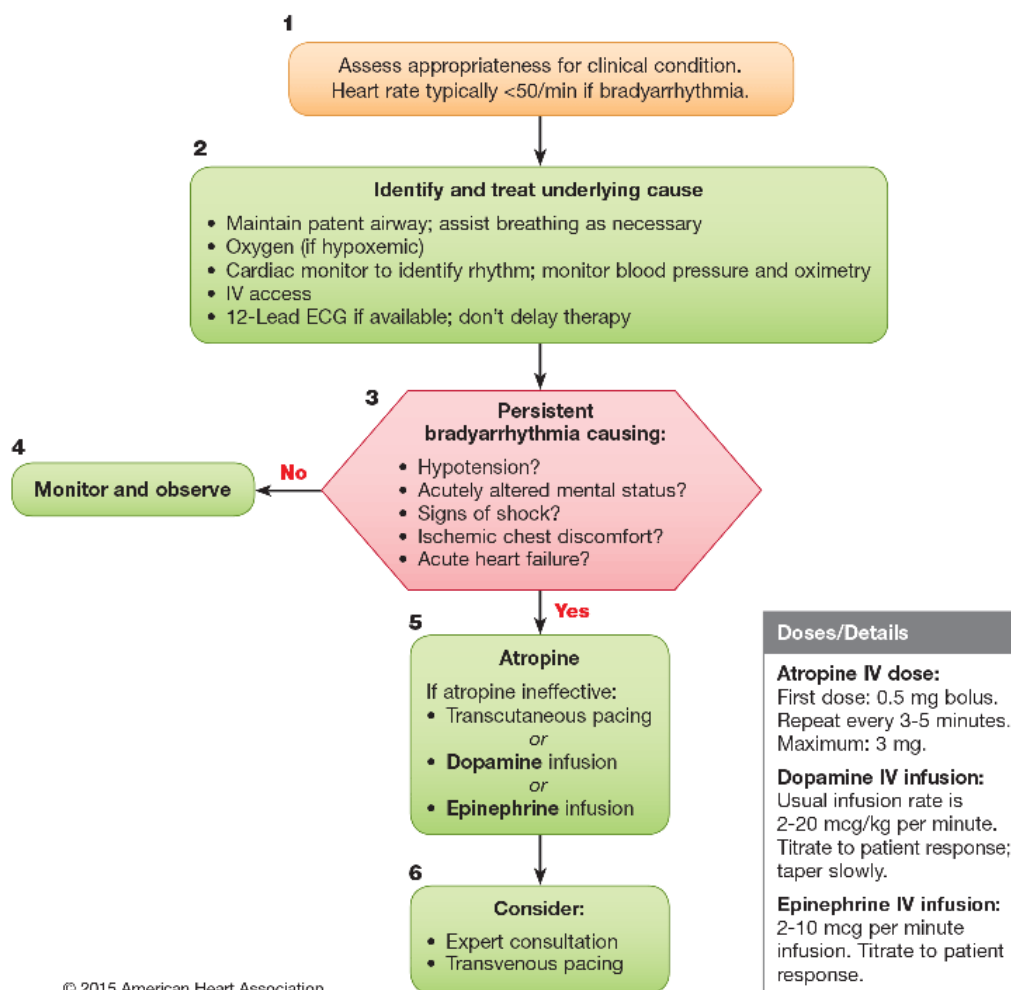 1
Assess appropriateness for clinical condition.
Heart rate typically <50/min if bradyarrhythmia.
2
Identify and treat underlying cause
• Maintain patent airway; assist breathing as necessary
• Oxygen (if hypoxemic)
• Cardiac monitor to identify rhythm; monitor blood pressure and oximetry
• IV access
• 12-Lead ECG if available; don't delay therapy
3
Persistent
bradyarrhythmia causing:
• Hypotension?
• Acutely altered mental status?
• Signs of shock?
• Ischemic chest discomfort?
• Acute heart failure?
No
4
Monitor and observe
Yes
5
Atropine
If atropine ineffective:
• Transcutaneous pacing
or
• Dopamine infusion
or
• Epinephrine infusion
6
Consider:
• Expert consultation
• Transvenous pacing
Doses/Details
Atropine IV dose:
First dose: 0.5 mg bolus.
Repeat every 3-5 minutes.
Maximum: 3 mg.
Dopamine IV infusion:
Usual infusion rate is
2-20 mcg/kg per minute.
Titrate to patient response;
taper slowly.
Epinephrine IV infusion:
2-10 mcg per minute
infusion. Titrate to patient
response.
© 2015 American Heart Association